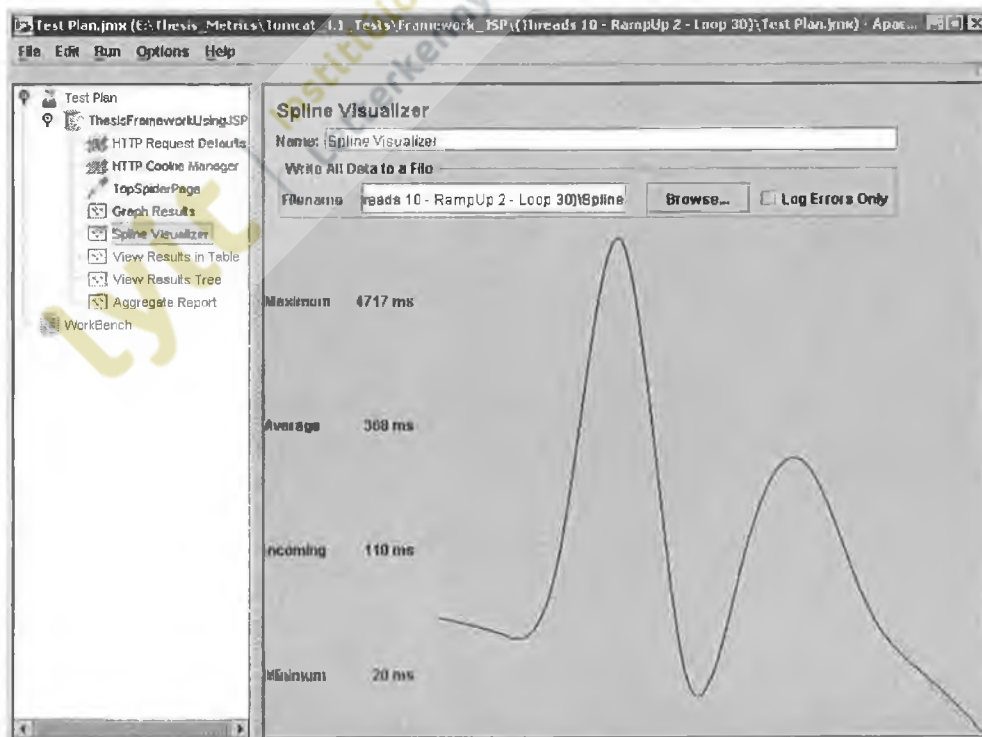 Test Plan.jmx (E:\Thesis_Metrics\Tomcat_4.1_Tests\Framework_JSP\(Threads 10 - RampUp 2 - Loop 30)\Test Plan.jmx) - Apac...
File Edit Run Options Help
Test Plan
ThesisFrameworkUsingJSP
HTTP Request Defaults
HTTP Cookie Manager
TopSpiderPage
Graph Results
Spline Visualizer
View Results in Table
View Results Tree
Aggregate Report
WorkBench
Spline Visualizer
Name: Spline Visualizer
Write All Data to a File
Filename reads 10 - RampUp 2 - Loop 30)\Spline Browse... Log Errors Only
Maximum 4717 ms
Average 368 ms
Incoming 110 ms
Minimum 20 ms
lyit